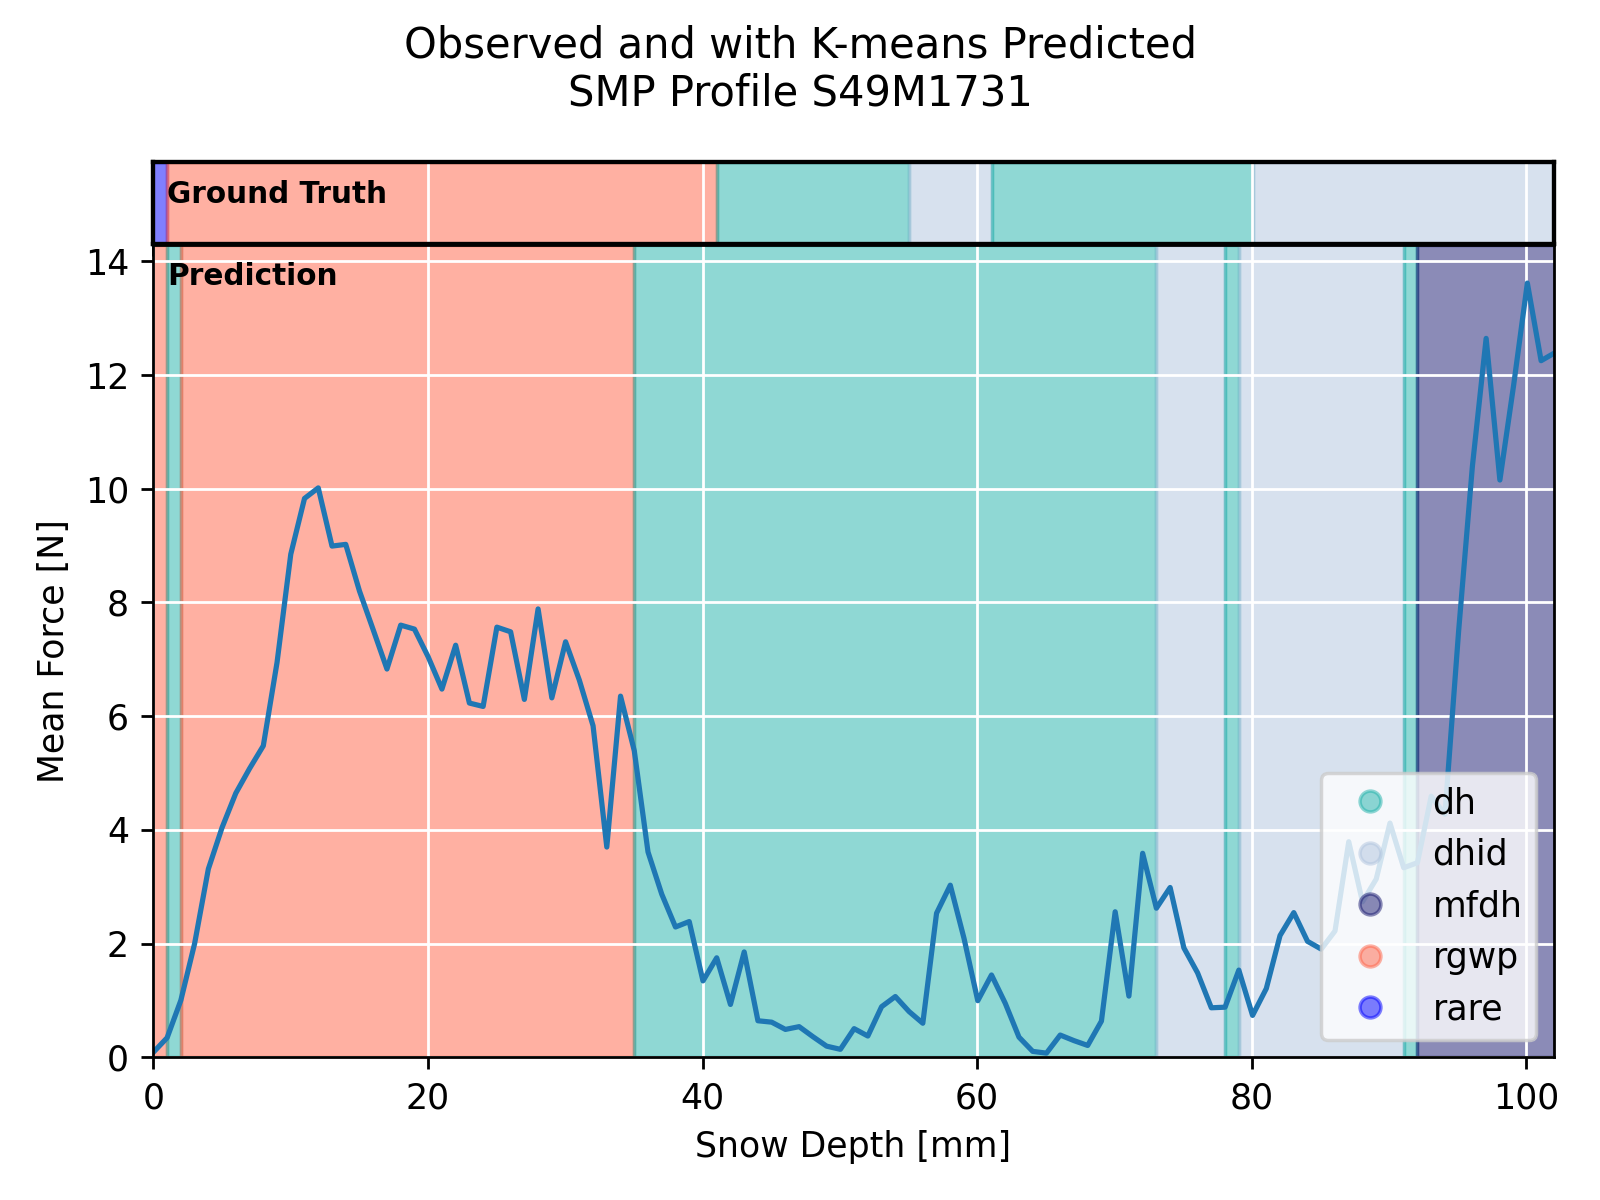 Observed and with K-means Predicted
SMP Profile S49M1731
Ground Truth
Prediction
14
12
10
8
6
4
2
0
Mean Force [N]
dh
dhid
mfdh
rgwp
rare
0 20 40 60 80 100
Snow Depth [mm]